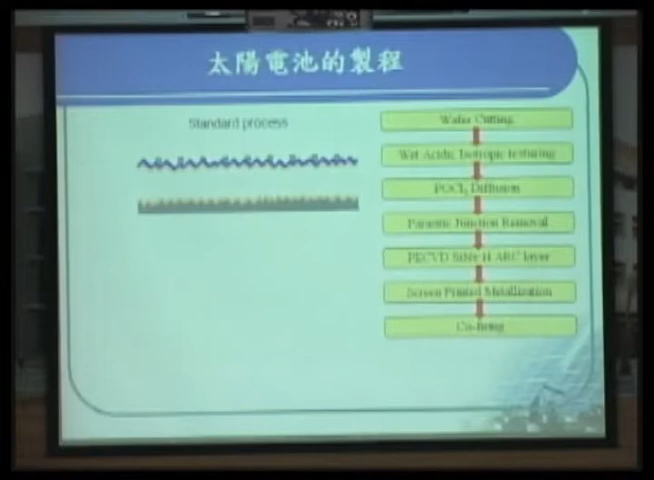 太陽電池的製程
Standard process
Wafer Cutting
Wet Acidic Isotropic texturing
POCl₃ Diffusion
Parasitic Junction Removal
PECVD SiNx:H ARC layer
Screen Printed Metallization
Co-firing